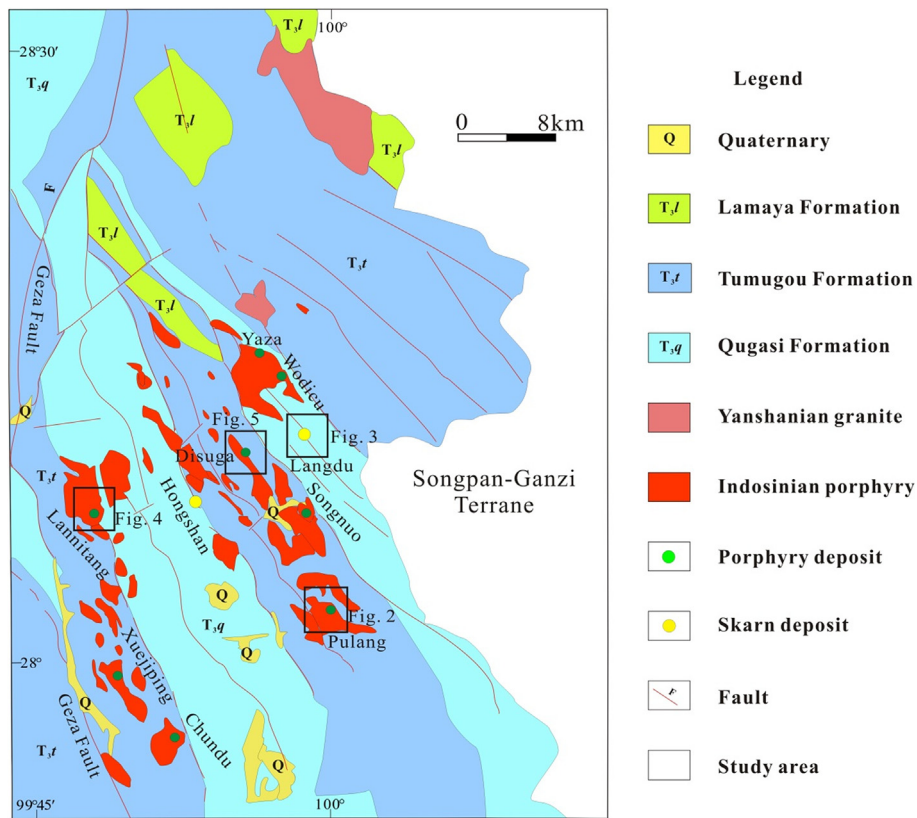 100°
28°30′
T₃l
T₃q
T₃l
T₃l
0 8km
F
T₃l
T₃t
Geza Fault
T₃l
Yaza
Wodicu
Q
Fig. 5
Fig. 3
Disuga
Langdu
T₃t
Hongshan
Songnuo
Q
Lannitang
Fig. 4
Songpan-Ganzi
Terrane
Q
Fig. 2
T₃q
Pulang
Xuejiping
28°
Q
Q
Geza Fault
Chundu
T₃t
Q
99°45′
100°
Legend
Q Quaternary
T₃l Lamaya Formation
T₃t Tumugou Formation
T₃q Qugasi Formation
Yanshanian granite
Indosinian porphyry
Porphyry deposit
Skarn deposit
F Fault
Study area